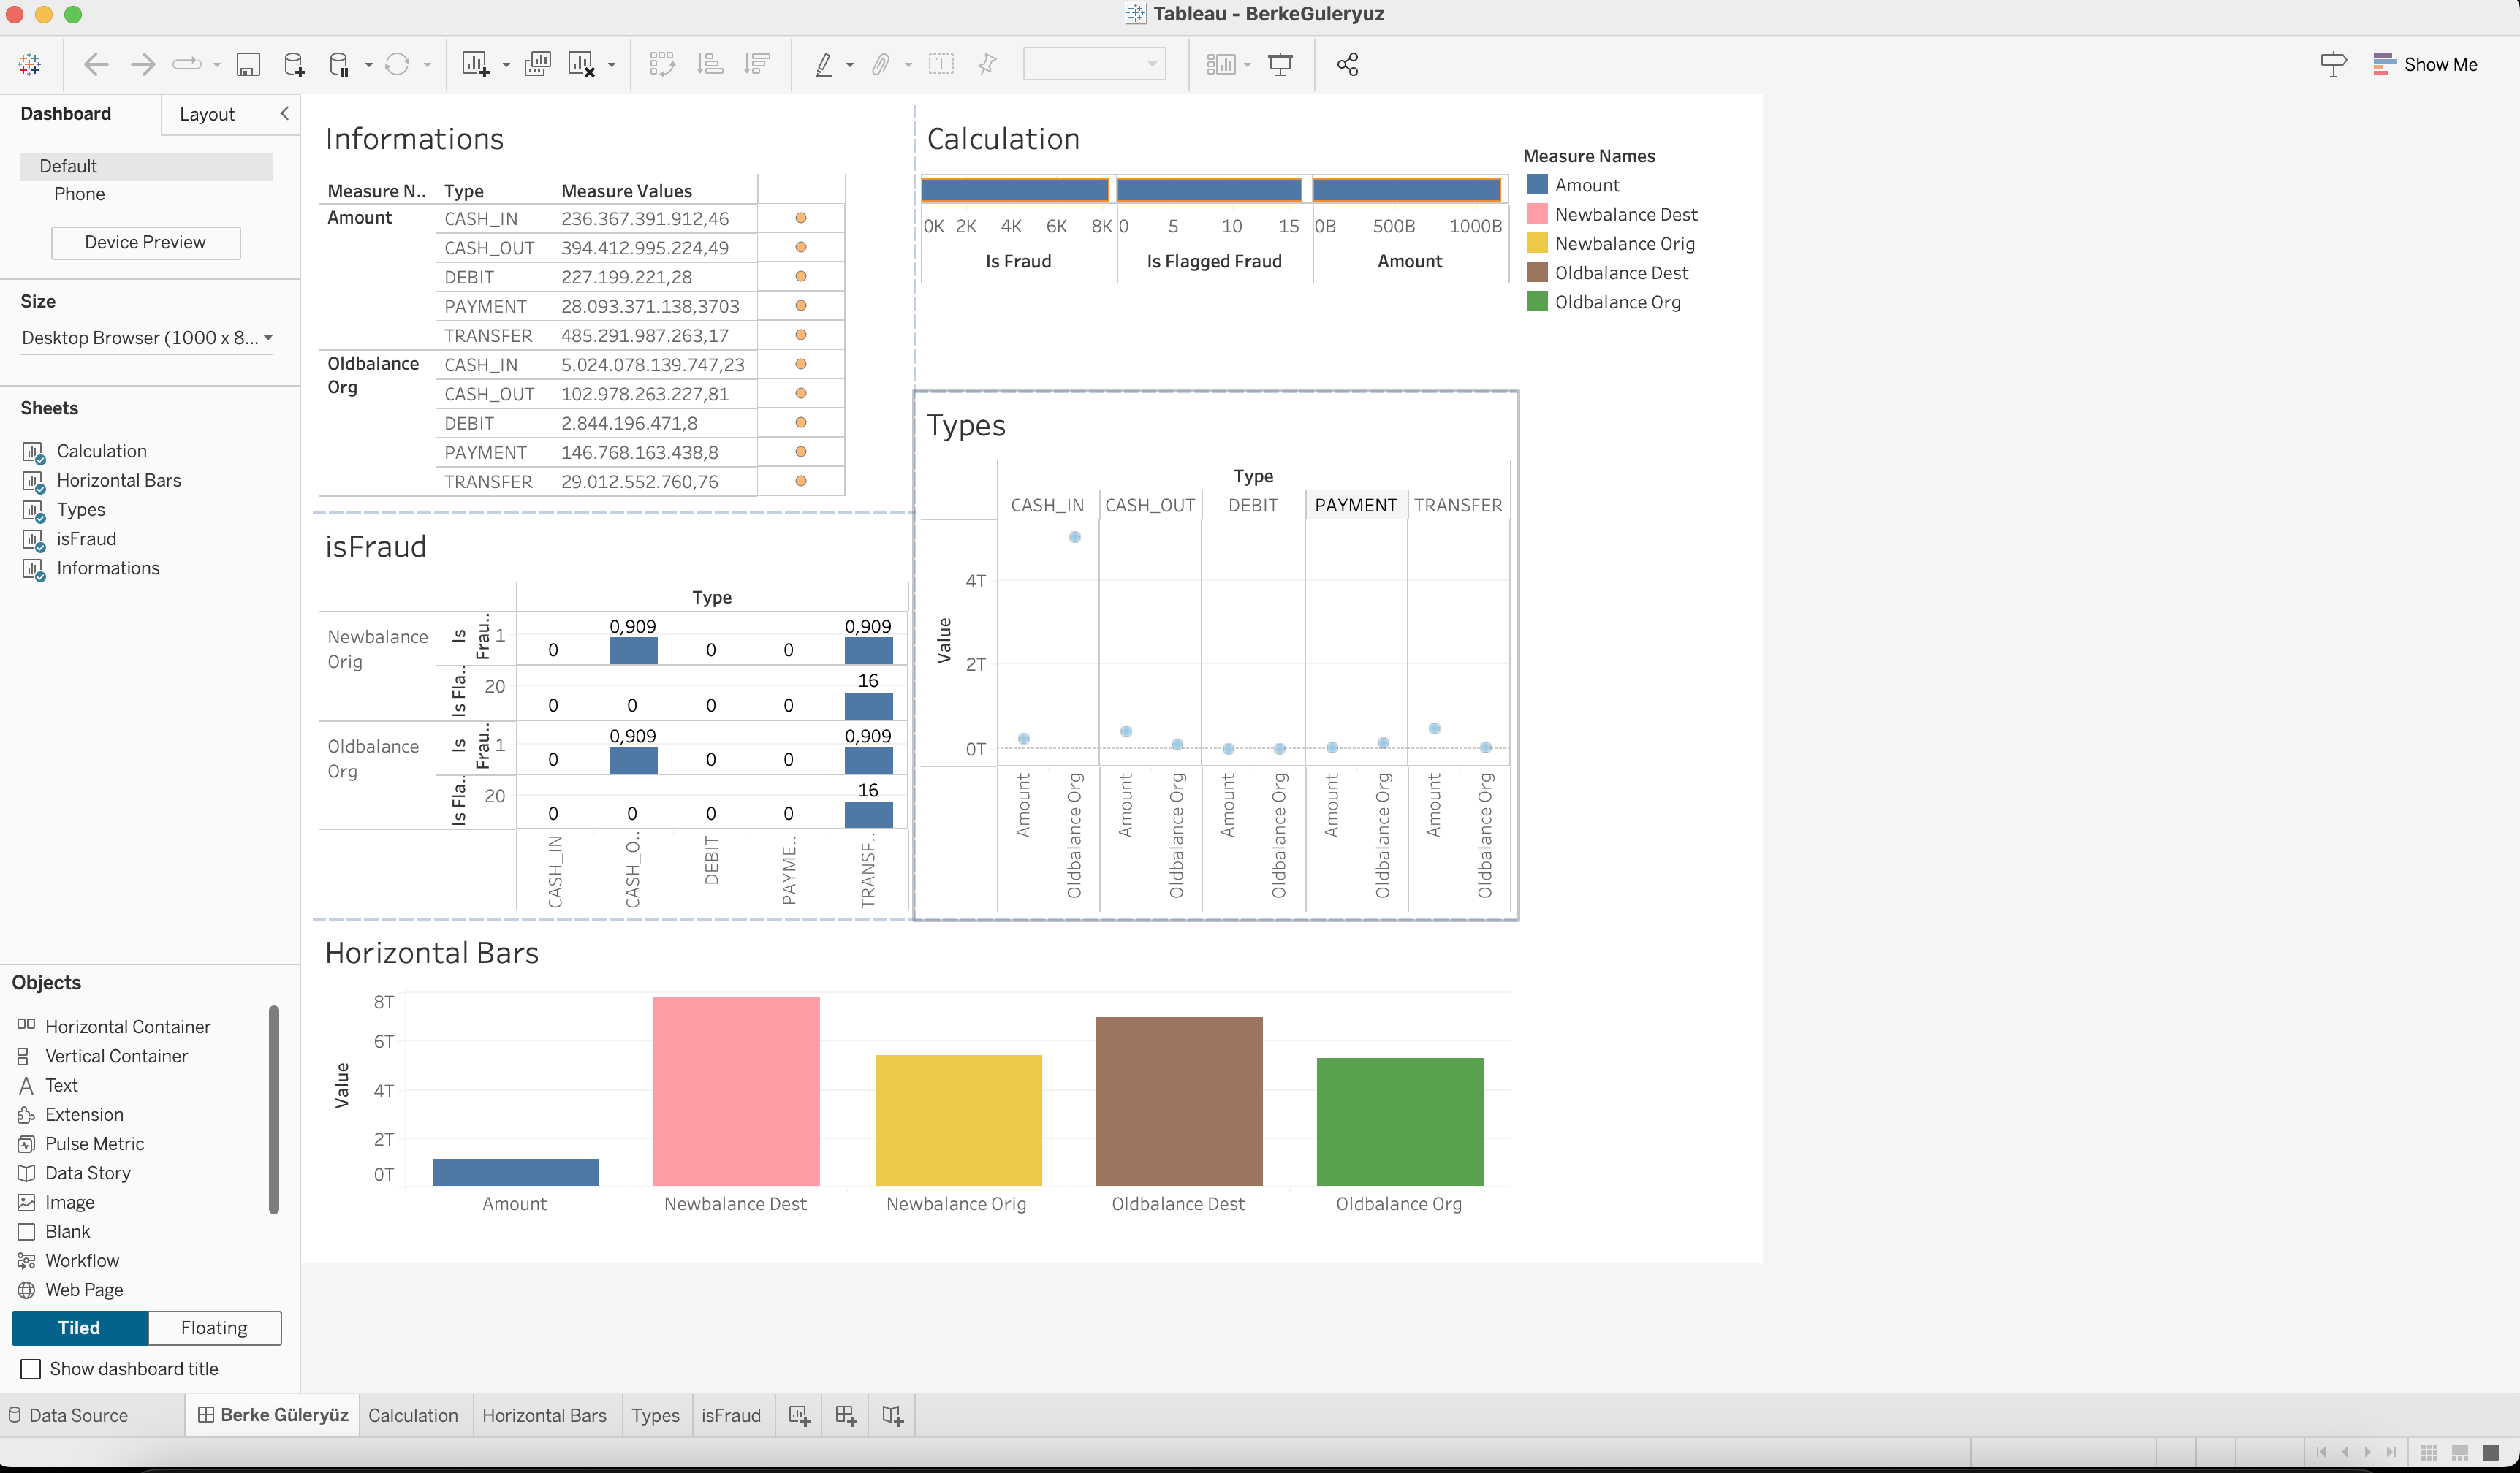 Tableau - BerkeGuleryuz
Show Me
Dashboard
Layout
Default
Phone
Device Preview
Size
Desktop Browser (1000 x 8...
Sheets
Calculation
Horizontal Bars
Types
isFraud
Informations
Objects
Horizontal Container
Vertical Container
Text
Extension
Pulse Metric
Data Story
Image
Blank
Workflow
Web Page
Tiled
Floating
Show dashboard title
Informations
Measure N.. Type Measure Values
Amount CASH_IN 236.367.391.912,46
CASH_OUT 394.412.995.224,49
DEBIT 227.199.221,28
PAYMENT 28.093.371.138,3703
TRANSFER 485.291.987.263,17
Oldbalance Org CASH_IN 5.024.078.139.747,23
CASH_OUT 102.978.263.227,81
DEBIT 2.844.196.471,8
PAYMENT 146.768.163.438,8
TRANSFER 29.012.552.760,76
Calculation
0K 2K 4K 6K 8K 0 5 10 15 0B 500B 1000B
Is Fraud Is Flagged Fraud Amount
Measure Names
Amount
Newbalance Dest
Newbalance Orig
Oldbalance Dest
Oldbalance Org
isFraud
Type
Newbalance Orig
Is Frau..
1
0 0,909 0 0 0,909
Is Fla..
20
0 0 0 0 16
Oldbalance Org
Is Frau..
1
0 0,909 0 0 0,909
Is Fla..
20
0 0 0 0 16
CASH_IN CASH_O.. DEBIT PAYME.. TRANSF..
Types
Type
CASH_IN CASH_OUT DEBIT PAYMENT TRANSFER
Value
4T
2T
0T
Amount Oldbalance Org Amount Oldbalance Org Amount Oldbalance Org Amount Oldbalance Org Amount Oldbalance Org
Horizontal Bars
Value
8T
6T
4T
2T
0T
Amount Newbalance Dest Newbalance Orig Oldbalance Dest Oldbalance Org
Data Source Berke Güleryüz Calculation Horizontal Bars Types isFraud